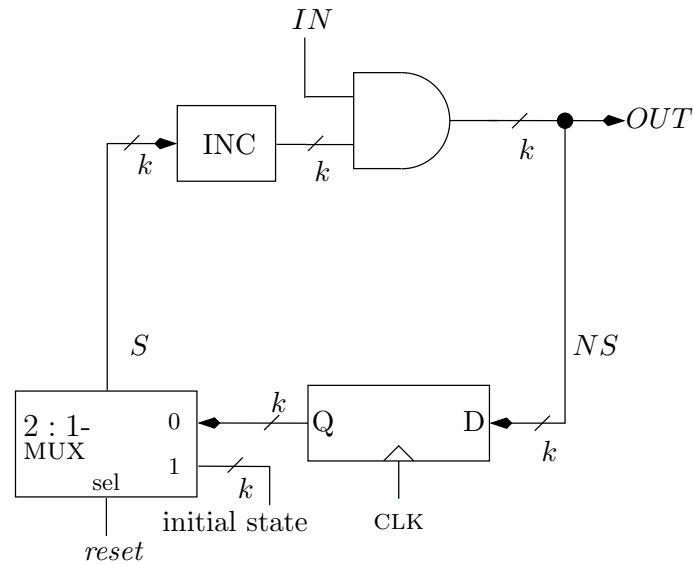 IN
INC
k
k
k
OUT
S
NS
2 : 1-
MUX
0
1
sel
k
k
initial state
reset
Q
D
k
CLK